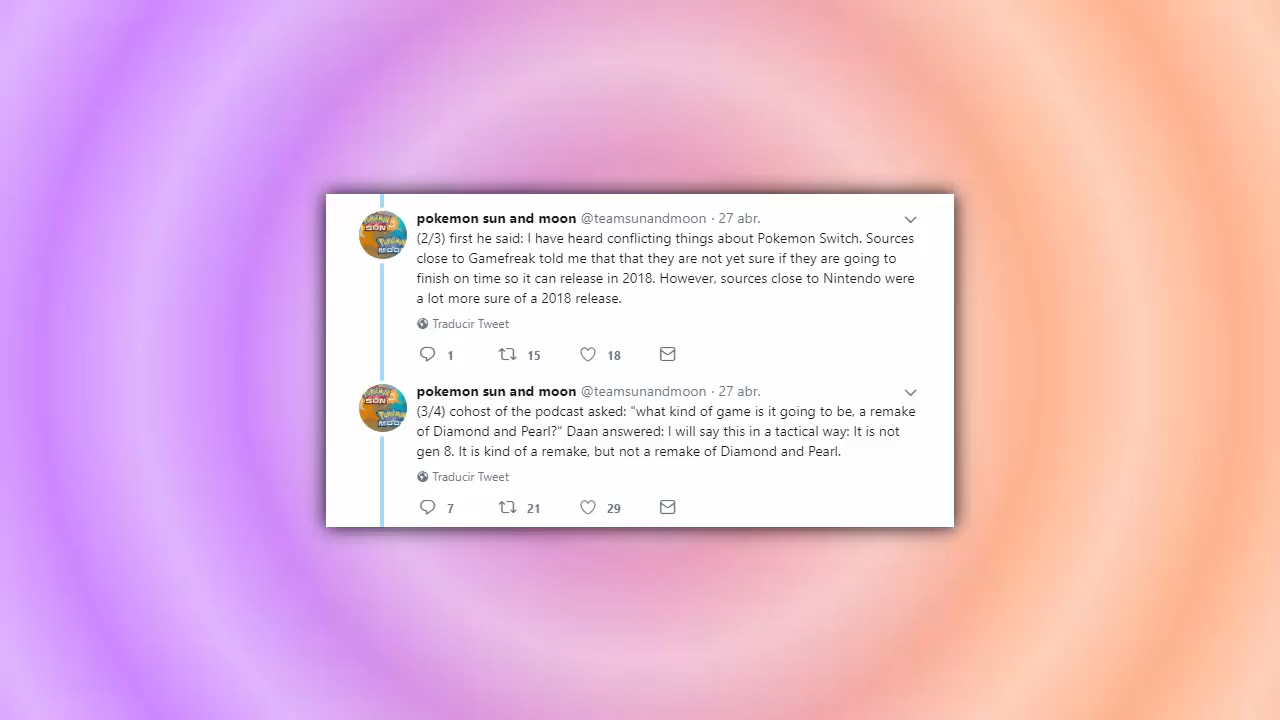 pokemon sun and moon @teamsunandmoon · 27 abr.
(2/3) first he said: I have heard conflicting things about Pokemon Switch. Sources
close to Gamefreak told me that that they are not yet sure if they are going to
finish on time so it can release in 2018. However, sources close to Nintendo were
a lot more sure of a 2018 release.
Traducir Tweet
1 15 18
pokemon sun and moon @teamsunandmoon · 27 abr.
(3/4) cohost of the podcast asked: "what kind of game is it going to be, a remake
of Diamond and Pearl?" Daan answered: I will say this in a tactical way: It is not
gen 8. It is kind of a remake, but not a remake of Diamond and Pearl.
Traducir Tweet
7 21 29